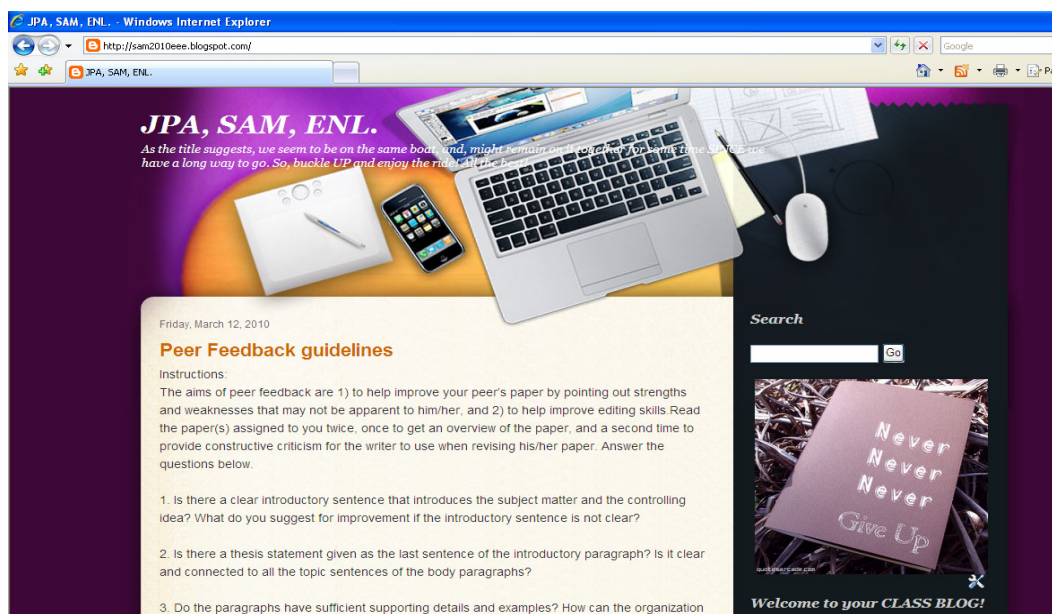 JPA, SAM, ENL. - Windows Internet Explorer
http://sam2010eee.blogspot.com/
Google
JPA, SAM, ENL.
JPA, SAM, ENL.
As the title suggests, we seem to be on the same boat, and, might remain on it together for some time SINCE we
have a long way to go. So, buckle UP and enjoy the ride! All the best!
Friday, March 12, 2010
Peer Feedback guidelines
Instructions:
The aims of peer feedback are 1) to help improve your peer's paper by pointing out strengths
and weaknesses that may not be apparent to him/her, and 2) to help improve editing skills.Read
the paper(s) assigned to you twice, once to get an overview of the paper, and a second time to
provide constructive criticism for the writer to use when revising his/her paper. Answer the
questions below.
1. Is there a clear introductory sentence that introduces the subject matter and the controlling
idea? What do you suggest for improvement if the introductory sentence is not clear?
2. Is there a thesis statement given as the last sentence of the introductory paragraph? Is it clear
and connected to all the topic sentences of the body paragraphs?
3. Do the paragraphs have sufficient supporting details and examples? How can the organization
Search
Go
Never
Never
Never
Give Up
Welcome to your CLASS BLOG!